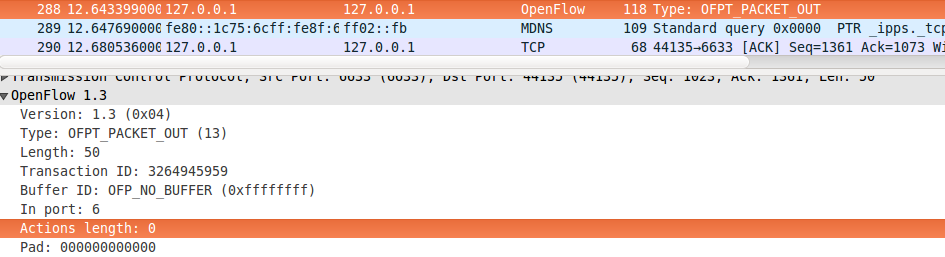 288 12.643399000 127.0.0.1 127.0.0.1 OpenFlow 118 Type: OFPT_PACKET_OUT
289 12.647690000 fe80::1c75:6cff:fe8f:6 ff02::fb MDNS 109 Standard query 0x0000 PTR _ipps._tcp
290 12.680536000 127.0.0.1 127.0.0.1 TCP 68 44135→6633 [ACK] Seq=1361 Ack=1073 Wi
Transmission Control Protocol, Src Port: 6633 (6633), Dst Port: 44135 (44135), Seq: 1023, Ack: 1361, Len: 50
OpenFlow 1.3
Version: 1.3 (0x04)
Type: OFPT_PACKET_OUT (13)
Length: 50
Transaction ID: 3264945959
Buffer ID: OFP_NO_BUFFER (0xffffffff)
In port: 6
Actions length: 0
Pad: 000000000000